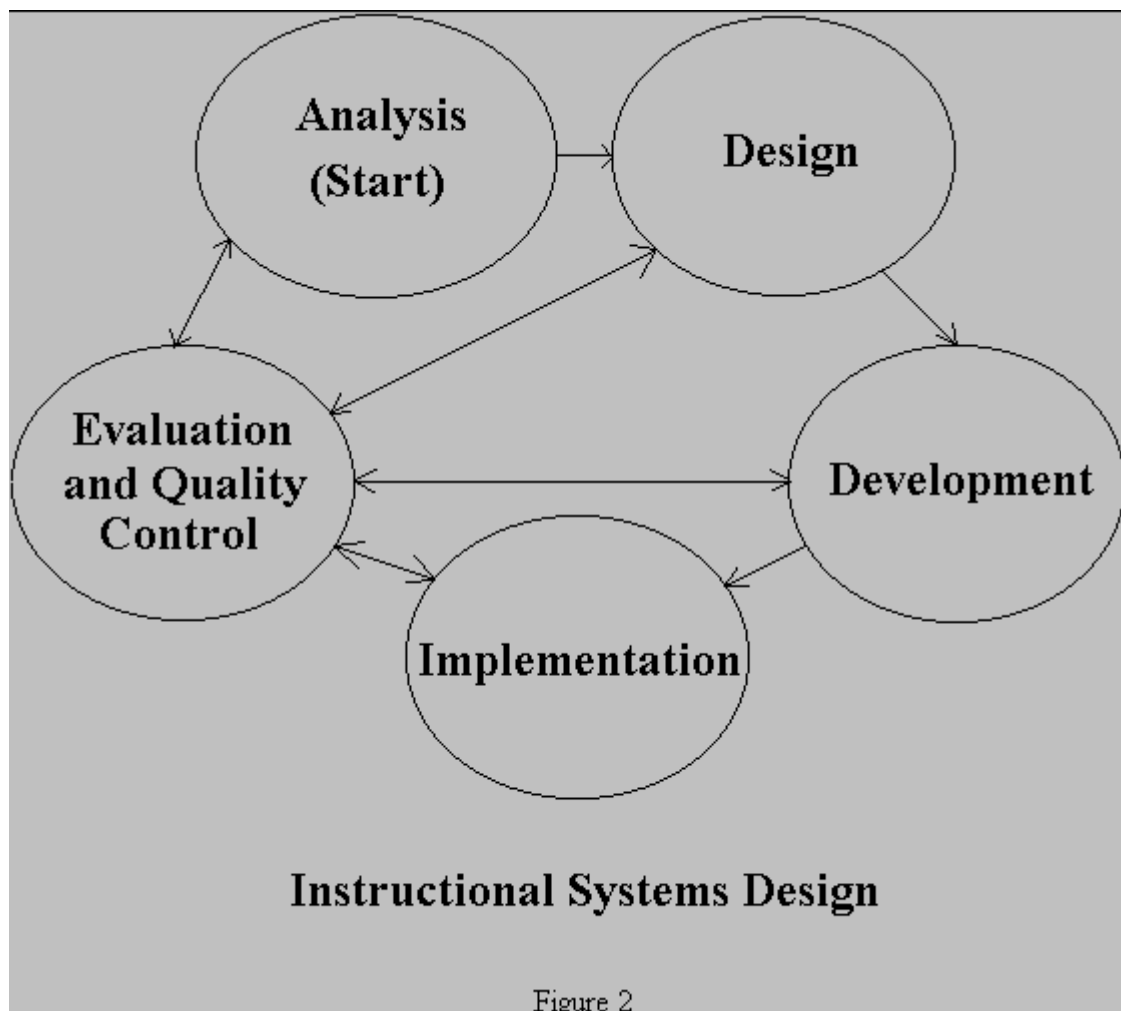 Analysis
(Start)
Design
Evaluation
and Quality
Control
Development
Implementation
Instructional Systems Design
Figure 2